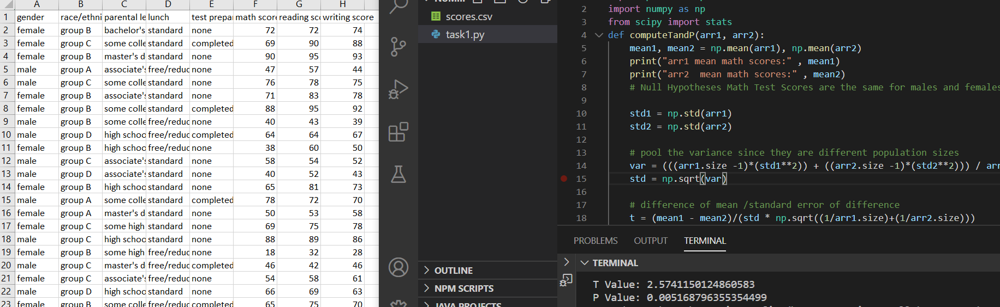 A B C D E F G H
1 gender race/ethni parental le lunch test prepar math score reading sco writing score
2 female group B bachelor's standard none 72 72 74
3 female group C some colle standard completed 69 90 88
4 female group B master's d standard none 90 95 93
5 male group A associate's free/reduc none 47 57 44
6 male group C some colle standard none 76 78 75
7 female group B associate's standard none 71 83 78
8 female group B some colle standard completed 88 95 92
9 male group B some colle free/reduc none 40 43 39
10 male group D high schoo free/reduc completed 64 64 67
11 female group B high schoo free/reduc none 38 60 50
12 male group C associate's standard none 58 54 52
13 male group D associate's standard none 40 52 43
14 female group B high schoo standard none 65 81 73
15 male group A some colle standard completed 78 72 70
16 female group A master's d standard none 50 53 58
17 female group C some high standard none 69 75 78
18 male group C high schoo standard none 88 89 86
19 female group B some high free/reduc none 18 32 28
20 male group C master's d free/reduc completed 46 42 46
21 female group C associate's free/reduc none 54 58 61
22 male group D high schoo standard none 66 69 63
23 female group B some colle free/reduc completed 65 75 70
scores.csv
task1.py
OUTLINE
NPM SCRIPTS
JAVA PROJECTS
2 import numpy as np
3 from scipy import stats
4 def computeTandP(arr1, arr2):
5 mean1, mean2 = np.mean(arr1), np.mean(arr2)
6 print("arr1 mean math scores:" , mean1)
7 print("arr2  mean math scores:" , mean2)
8 # Null Hypotheses Math Test Scores are the same for males and females
9
10 std1 = np.std(arr1)
11 std2 = np.std(arr2)
12
13 # pool the variance since they are different population sizes
14 var = (((arr1.size -1)*(std1**2)) + ((arr2.size -1)*(std2**2))) / arr
15 std = np.sqrt(var)
16
17 # difference of mean /standard error of difference
18 t = (mean1 - mean2)/(std * np.sqrt((1/arr1.size)+(1/arr2.size)))
PROBLEMS OUTPUT TERMINAL
TERMINAL
T Value: 2.5741150124860583
P Value: 0.005168796355354499